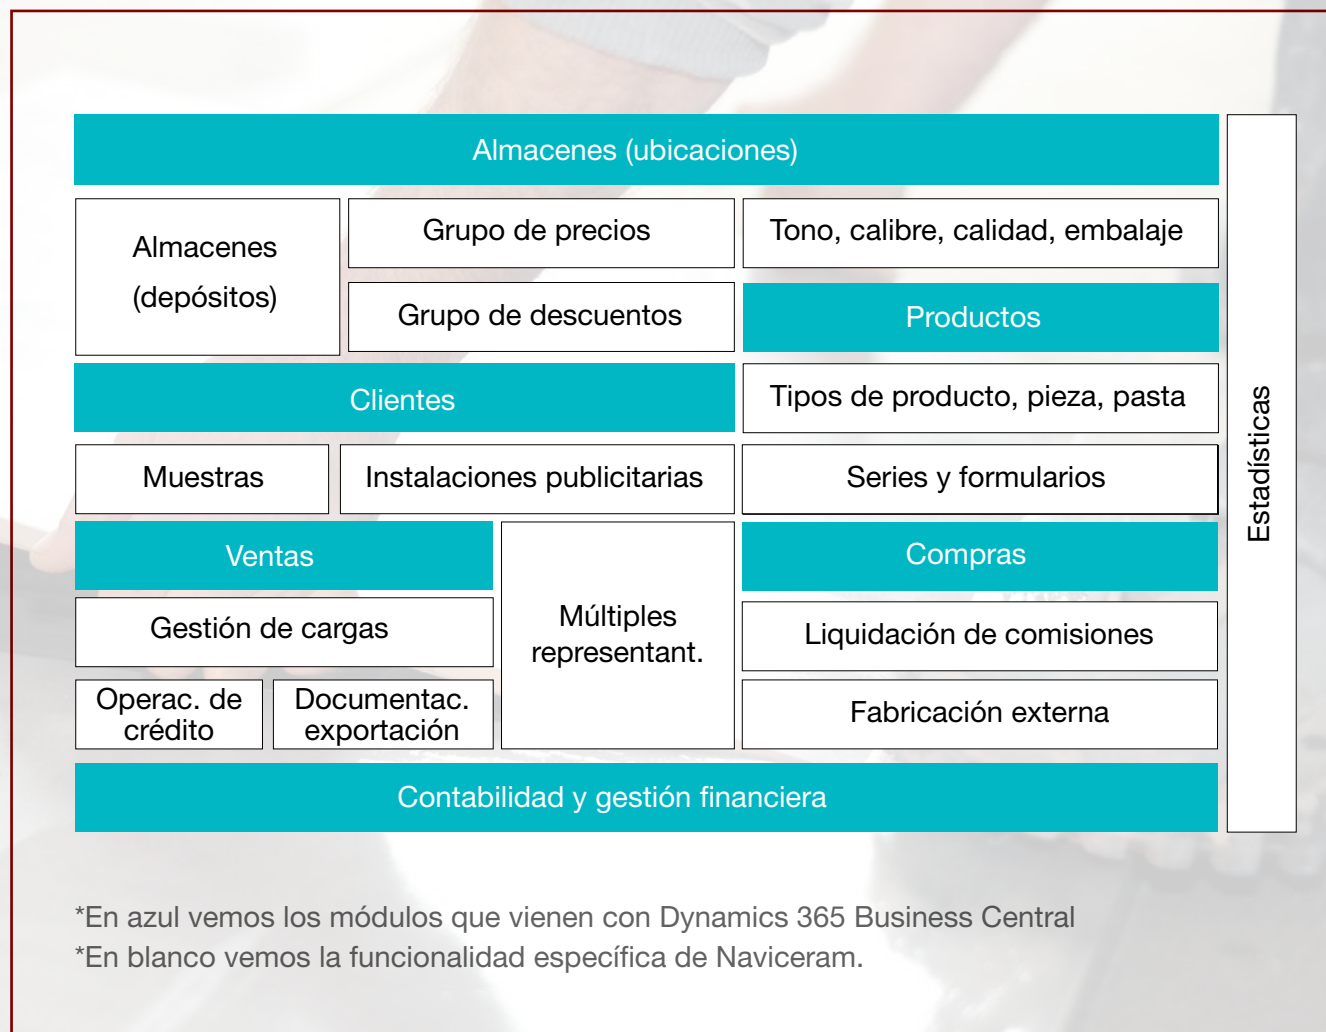 Almacenes (ubicaciones)
Almacenes
(depósitos)
Grupo de precios
Tono, calibre, calidad, embalaje
Grupo de descuentos
Productos
Clientes
Tipos de producto, pieza, pasta
Muestras
Instalaciones publicitarias
Series y formularios
Ventas
Múltiples
representant.
Compras
Gestión de cargas
Liquidación de comisiones
Operac. de
crédito
Documentac.
exportación
Fabricación externa
Contabilidad y gestión financiera
Estadísticas
*En azul vemos los módulos que vienen con Dynamics 365 Business Central
*En blanco vemos la funcionalidad específica de Naviceram.